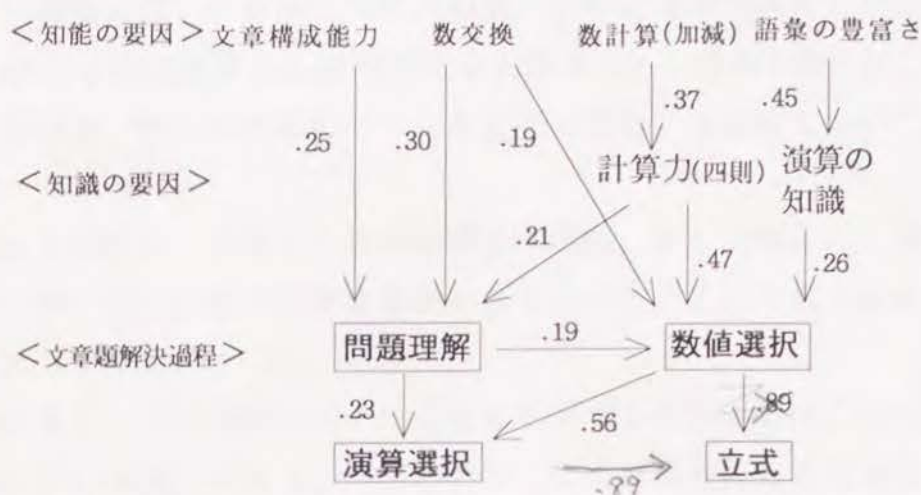 <知能の要因> 文章構成能力 数交換 数計算(加減) 語彙の豊富さ
.37 .45
.25 .30 .19
<知識の要因> 計算力(四則) 演算の
知識
.21 .47 .26
<文章題解決過程> 問題理解 .19 数値選択
.23 .56 .89
演算選択 立式
.89